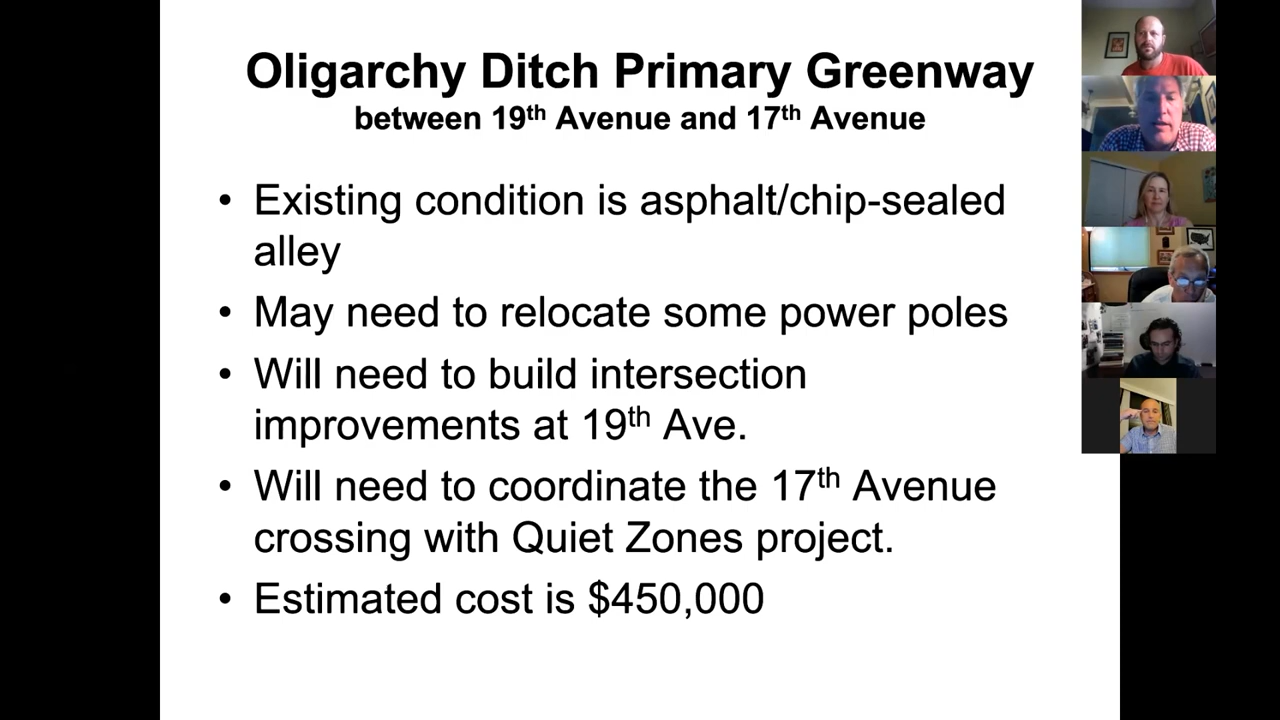 Oligarchy Ditch Primary Greenway
between 19th Avenue and 17th Avenue
• Existing condition is asphalt/chip-sealed
alley
• May need to relocate some power poles
• Will need to build intersection
improvements at 19th Ave.
• Will need to coordinate the 17th Avenue
crossing with Quiet Zones project.
• Estimated cost is $450,000